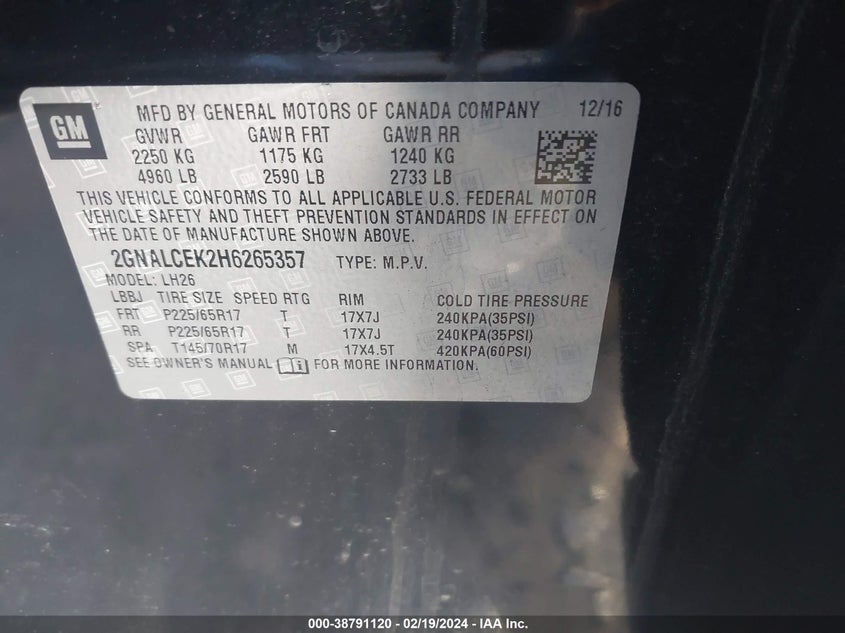 GM
MFD BY GENERAL MOTORS OF CANADA COMPANY 12/16
GVWR GAWR FRT GAWR RR
2250 KG 1175 KG 1240 KG
4960 LB 2590 LB 2733 LB
THIS VEHICLE CONFORMS TO ALL APPLICABLE U.S. FEDERAL MOTOR
VEHICLE SAFETY AND THEFT PREVENTION STANDARDS IN EFFECT ON
THE DATE OF MANUFACTURE SHOWN ABOVE.
2GNALCEK2H6265357 TYPE: M.P.V.
MODEL: LH26
LBBJ TIRE SIZE SPEED RTG RIM COLD TIRE PRESSURE
FRT P225/65R17 T 17X7J 240KPA(35PSI)
RR P225/65R17 T 17X7J 240KPA(35PSI)
SPA T145/70R17 M 17X4.5T 420KPA(60PSI)
SEE OWNER'S MANUAL FOR MORE INFORMATION.
000-38791120 - 02/19/2024 - IAA Inc.